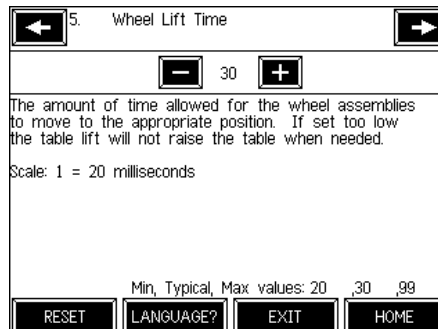 5. Wheel Lift Time
30
The amount of time allowed for the wheel assemblies
to move to the appropriate position. If set too low
the table lift will not raise the table when needed.
Scale: 1 = 20 milliseconds
Min, Typical, Max values: 20 ,30 ,99
RESET LANGUAGE? EXIT HOME